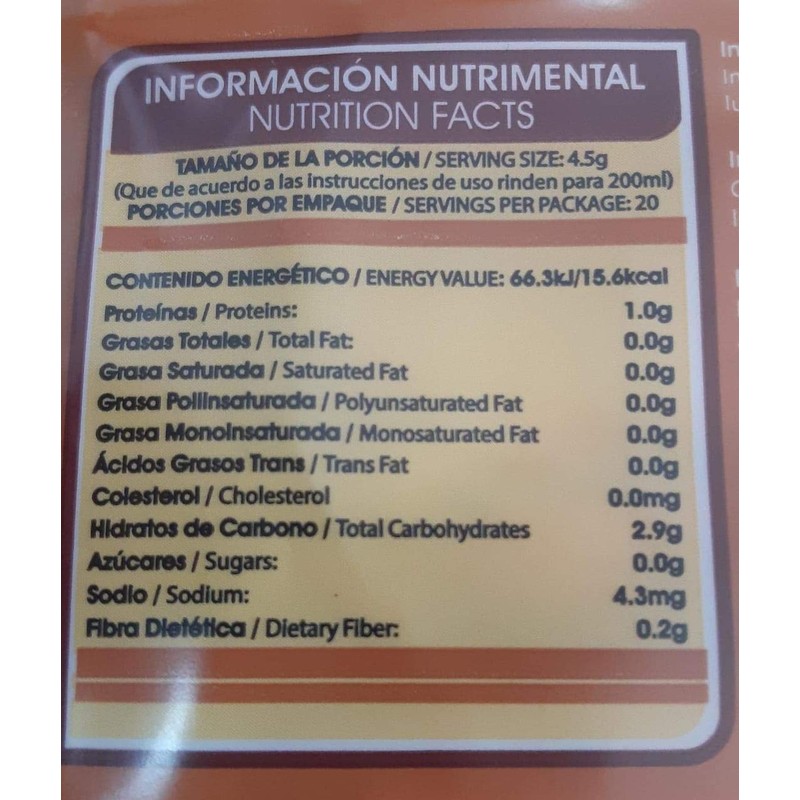 INFORMACIÓN NUTRIMENTAL
NUTRITION FACTS
TAMAÑO DE LA PORCIÓN / SERVING SIZE: 4.5g
(Que de acuerdo a las instrucciones de uso rinden para 200ml)
PORCIONES POR EMPAQUE / SERVINGS PER PACKAGE: 20
CONTENIDO ENERGÉTICO / ENERGY VALUE: 66.3kJ/15.6kcal
Proteínas / Proteins: 1.0g
Grasas Totales / Total Fat: 0.0g
Grasa Saturada / Saturated Fat 0.0g
Grasa Poliinsaturada / Polyunsaturated Fat 0.0g
Grasa Monoinsaturada / Monosaturated Fat 0.0g
Ácidos Grasos Trans / Trans Fat 0.0g
Colesterol / Cholesterol 0.0mg
Hidratos de Carbono / Total Carbohydrates 2.9g
Azúcares / Sugars: 0.0g
Sodio / Sodium: 4.3mg
Fibra Dietética / Dietary Fiber: 0.2g